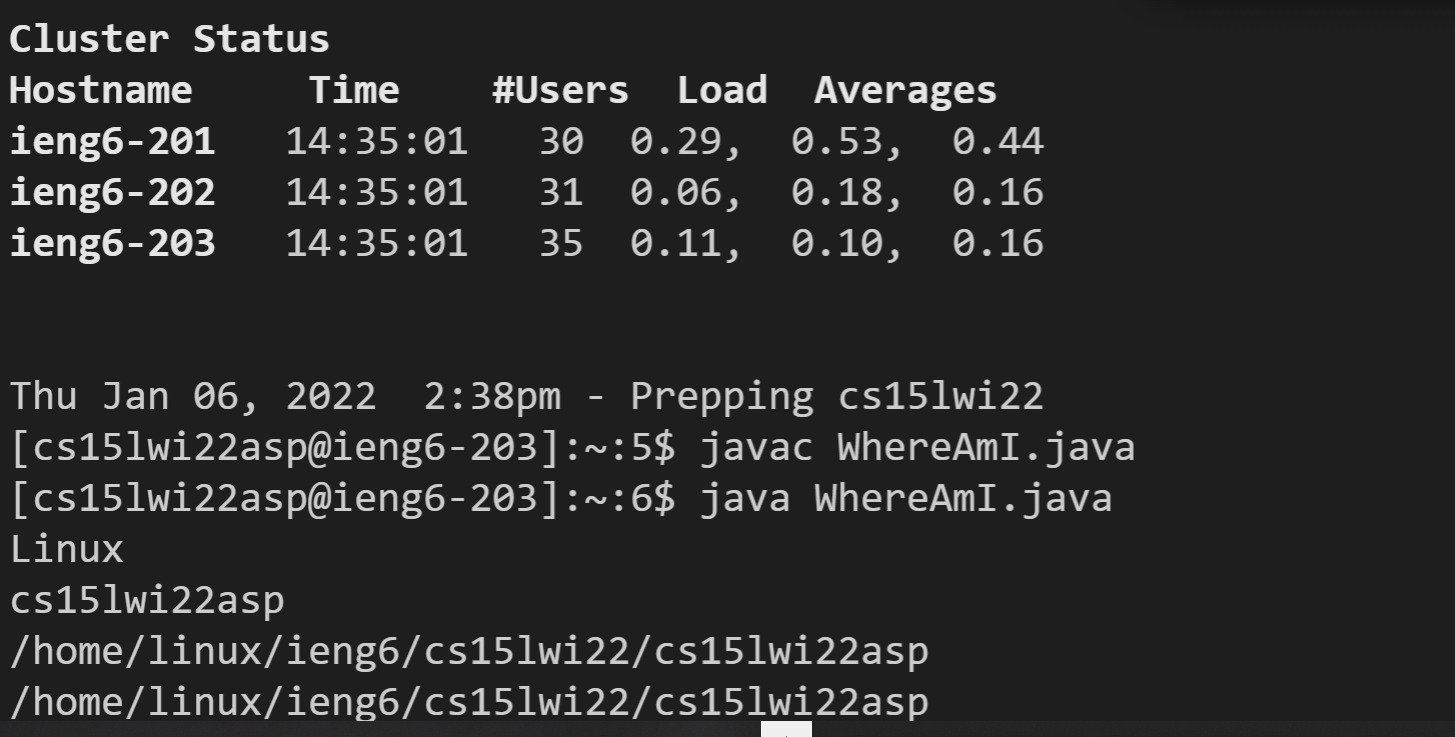 Cluster Status
Hostname Time #Users Load Averages
ieng6-201 14:35:01 30 0.29, 0.53, 0.44
ieng6-202 14:35:01 31 0.06, 0.18, 0.16
ieng6-203 14:35:01 35 0.11, 0.10, 0.16
Thu Jan 06, 2022 2:38pm - Prepping cs15lwi22
[cs15lwi22asp@ieng6-203]:~:5$ javac WhereAmI.java
[cs15lwi22asp@ieng6-203]:~:6$ java WhereAmI.java
Linux
cs15lwi22asp
/home/linux/ieng6/cs15lwi22/cs15lwi22asp
/home/linux/ieng6/cs15lwi22/cs15lwi22asp